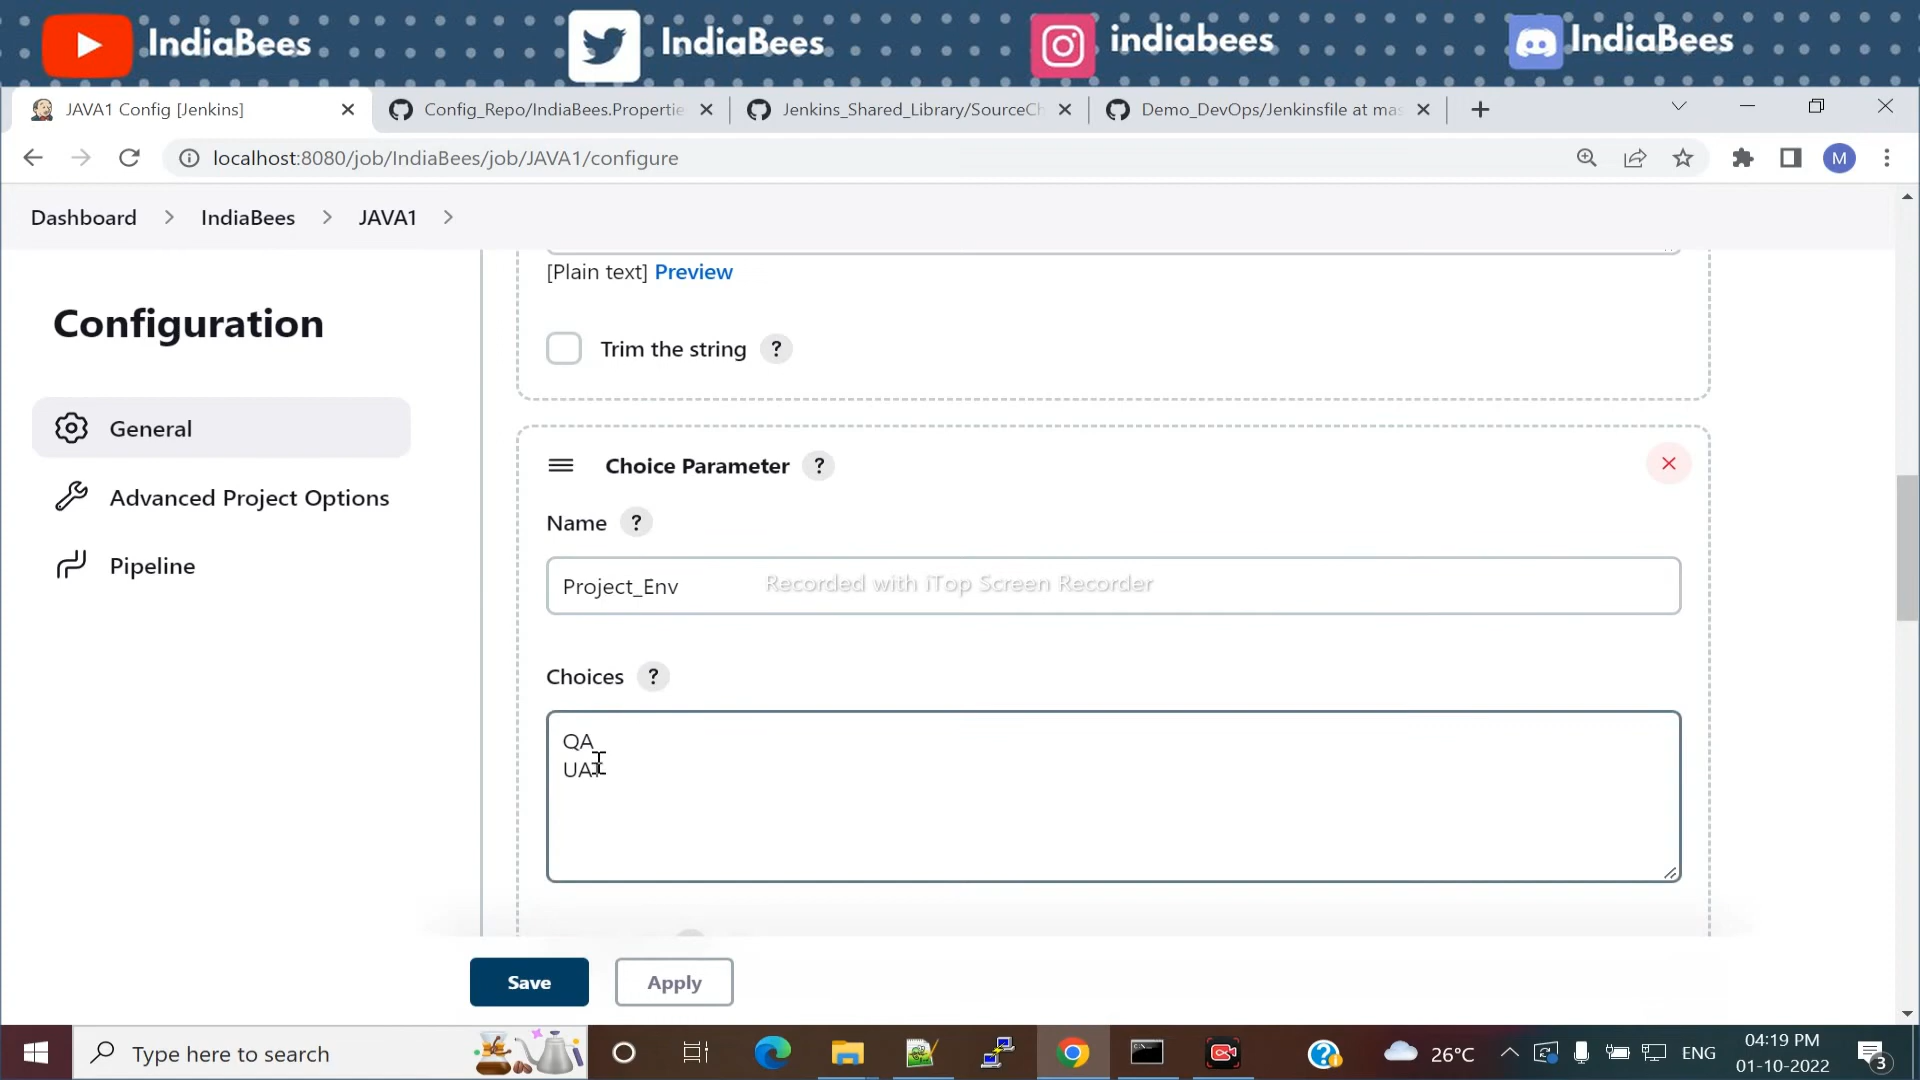 IndiaBees
IndiaBees
indiabees
IndiaBees
JAVA1 Config [Jenkins]
Config_Repo/IndiaBees.Propertie
Jenkins_Shared_Library/SourceCh
Demo_DevOps/Jenkinsfile at mas
localhost:8080/job/IndiaBees/job/JAVA1/configure
M
Dashboard
IndiaBees
JAVA1
[Plain text] Preview
Configuration
Trim the string ?
General
Choice Parameter ?
Advanced Project Options
Name ?
Pipeline
Project_Env
Recorded with iTop Screen Recorder
Choices ?
QA
UAT
Save
Apply
Type here to search
26°C
ENG
04:19 PM
01-10-2022
3